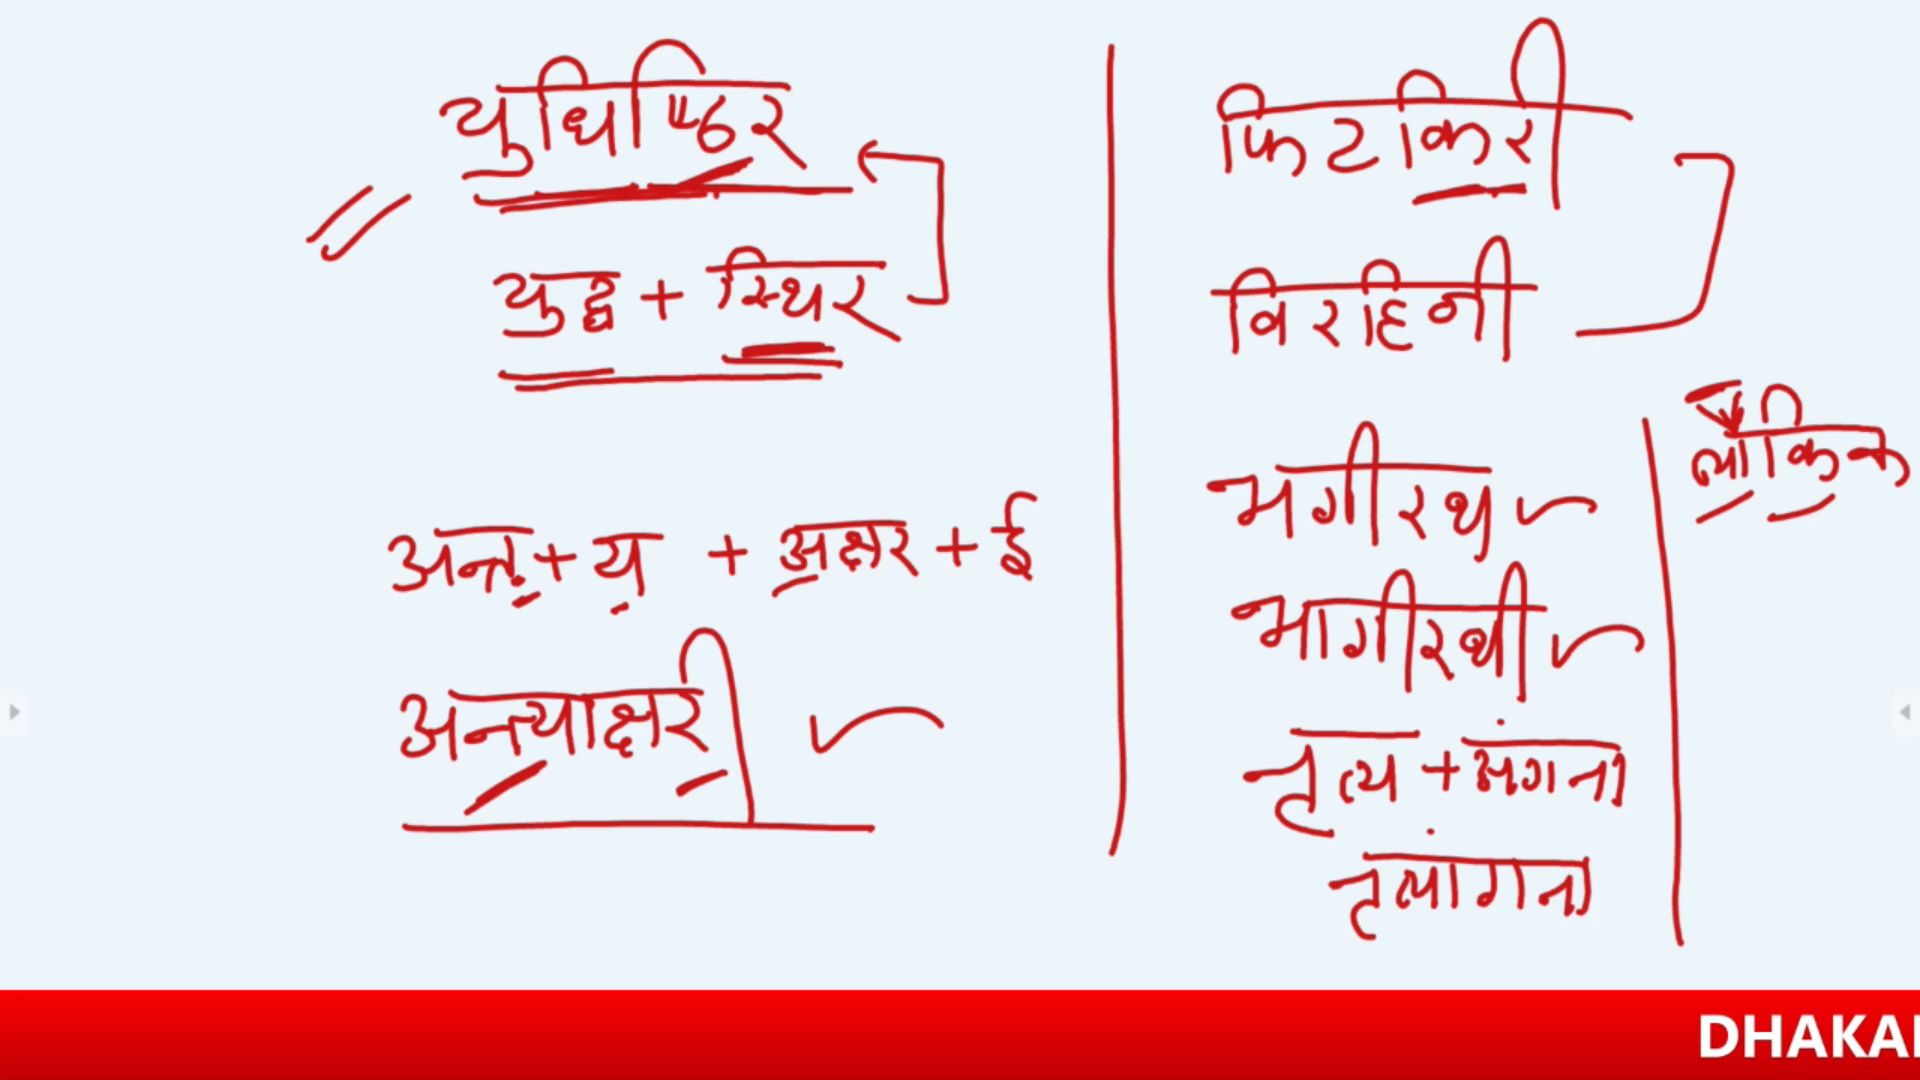 युधिष्ठिर
युद्ध + स्थिर
अन्त् + य + अक्षर + ई
अन्त्याक्षरी
फिटकिरी
विरहिनी
भगीरथ
भागीरथी
नृत्य + अंगना
नृत्यांगना
DHAKA